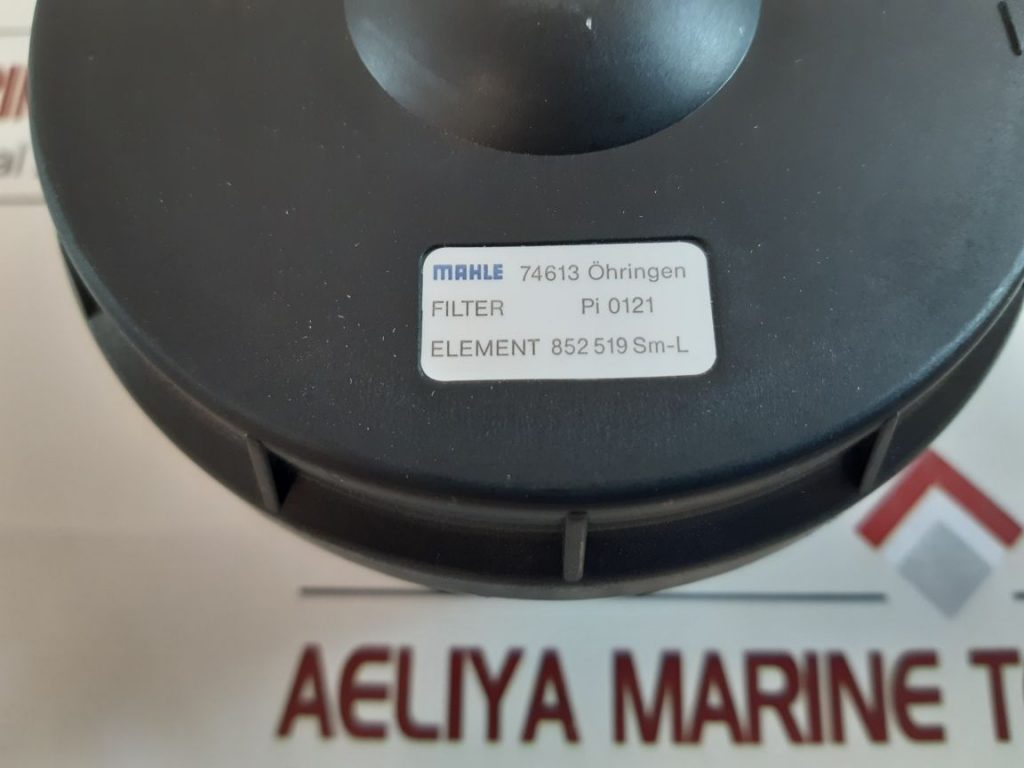 MAHLE 74613 Öhringen
FILTER Pi 0121
ELEMENT 852 519 Sm-L
AELIYA MARINE